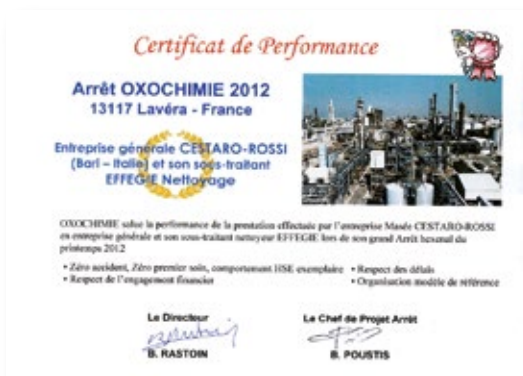 Certificat de Performance
Arrêt OXOCHIMIE 2012
13117 Lavéra - France
Entreprise générale CESTARO-ROSSI
(Bari – Italie) et son sous-traitant
EFFEGIE Nettoyage
OXOCHIMIE salue la performance de la prestation effectuée par l'entreprise CESTARO-ROSSI
en entreprise générale et son sous-traitant nettoyeur EFFEGIE lors de son grand Arrêt hexenal du
printemps 2012
• Zéro accident, Zéro premier soin, comportement HSE exemplaire • Respect des délais
• Respect de l'engagement financier • Organisation modèle de référence
Le Directeur Le Chef de Projet Arrêt
B. RASTOIN B. POUSTIS